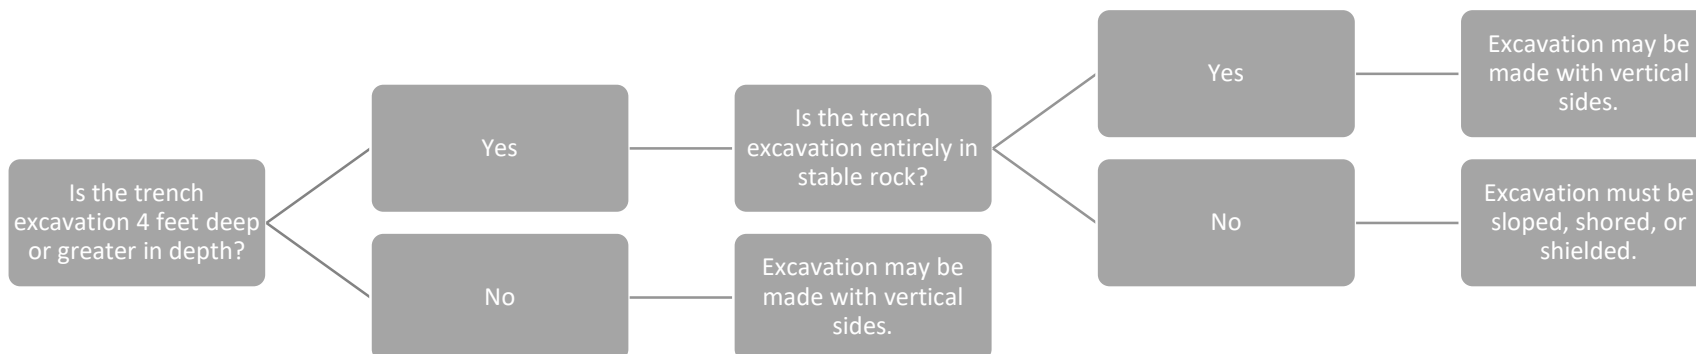 Is the trench
excavation 4 feet deep
or greater in depth?
Yes
Is the trench
excavation entirely in
stable rock?
Yes
Excavation may be
made with vertical
sides.
No
Excavation must be
sloped, shored, or
shielded.
No
Excavation may be
made with vertical
sides.